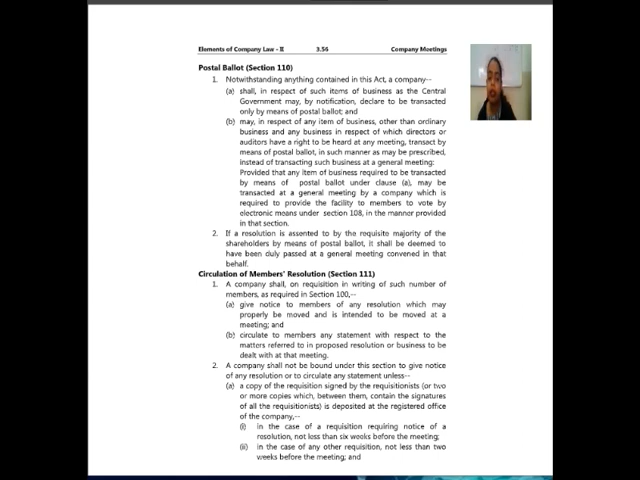 Elements of Company Law – II 3.56 Company Meetings
Postal Ballot (Section 110)
1. Notwithstanding anything contained in this Act, a company--
(a) shall, in respect of such items of business as the Central
Government may, by notification, declare to be transacted
only by means of postal ballot; and
(b) may, in respect of any item of business, other than ordinary
business and any business in respect of which directors or
auditors have a right to be heard at any meeting, transact by
means of postal ballot, in such manner as may be prescribed,
instead of transacting such business at a general meeting:
Provided that any item of business required to be transacted
by means of postal ballot under clause (a), may be
transacted at a general meeting by a company which is
required to provide the facility to members to vote by
electronic means under section 108, in the manner provided
in that section.
2. If a resolution is assented to by the requisite majority of the
shareholders by means of postal ballot, it shall be deemed to
have been duly passed at a general meeting convened in that
behalf.
Circulation of Members' Resolution (Section 111)
1. A company shall, on requisition in writing of such number of
members, as required in Section 100,--
(a) give notice to members of any resolution which may
properly be moved and is intended to be moved at a
meeting; and
(b) circulate to members any statement with respect to the
matters referred to in proposed resolution or business to be
dealt with at that meeting.
2. A company shall not be bound under this section to give notice
of any resolution or to circulate any statement unless--
(a) a copy of the requisition signed by the requisitionists (or two
or more copies which, between them, contain the signatures
of all the requisitionists) is deposited at the registered office
of the company,--
(i) in the case of a requisition requiring notice of a
resolution, not less than six weeks before the meeting;
(ii) in the case of any other requisition, not less than two
weeks before the meeting; and